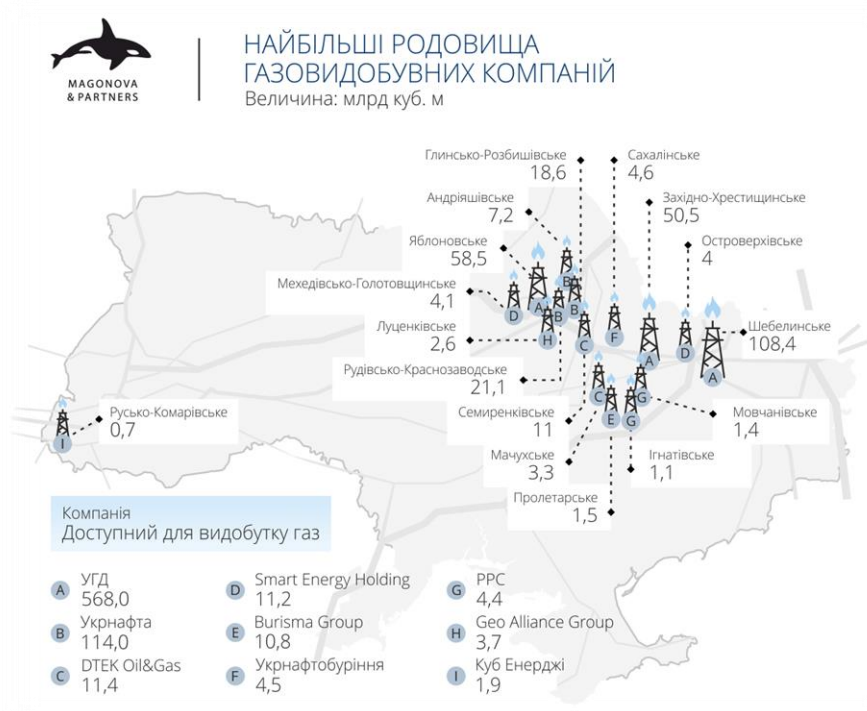 MAGONOVA
& PARTNERS
НАЙБІЛЬШІ РОДОВИЩА
ГАЗОВИДОБУВНИХ КОМПАНІЙ
Величина: млрд куб. м
Глинсько-Розбишівське
18,6
Сахалінське
4,6
Андріяшівське
7,2
Західно-Хрестищинське
50,5
Яблоновське
58,5
Островерхівське
4
Мехедівсько-Голотовщинське
4,1
Луценківське
2,6
Шебелинське
108,4
Рудівсько-Краснозаводське
21,1
Русько-Комарівське
0,7
Семиренківське
11
Мовчанівське
1,4
Мачухське
3,3
Ігнатівське
1,1
Пролетарське
1,5
D
A
B
B
B
H
C
F
A
D
A
C
E
G
G
I
Компанія
Доступний для видобутку газ
A
УГД
568,0
B
Укрнафта
114,0
C
DTEK Oil&Gas
11,4
D
Smart Energy Holding
11,2
E
Burisma Group
10,8
F
Укрнафтобуріння
4,5
G
PPC
4,4
H
Geo Alliance Group
3,7
I
Куб Енерджі
1,9